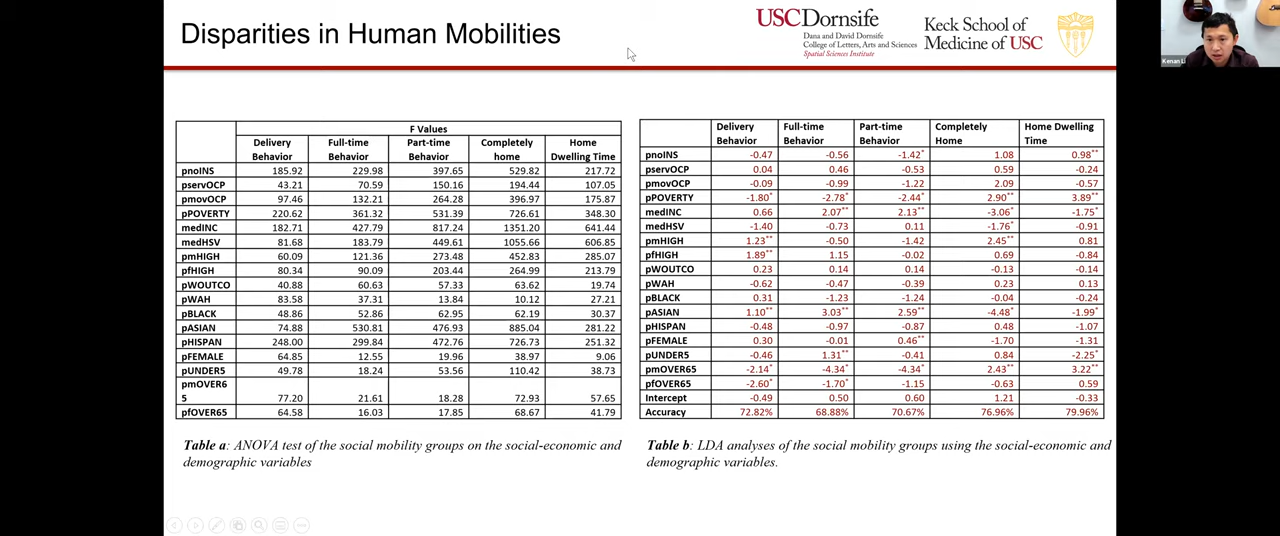 Disparities in Human Mobilities
USCDornsife
Dana and David Dornsife
College of Letters, Arts and Sciences
Spatial Sciences Institute
Keck School of
Medicine of USC
Kenan Li
F Values
Delivery Behavior Full-time Behavior Part-time Behavior Completely home Home Dwelling Time
pnoINS 185.92 229.98 397.65 529.82 217.72
pservOCP 43.21 70.59 150.16 194.44 107.05
pmovOCP 97.46 132.21 264.28 396.97 175.87
pPOVERTY 220.62 361.32 531.39 726.61 348.30
medINC 182.71 427.79 817.24 1351.20 641.44
medHSV 81.68 183.79 449.61 1055.66 606.85
pmHIGH 60.09 121.36 273.48 452.83 285.07
pfHIGH 80.34 90.09 203.44 264.99 213.79
pWOUTCO 40.88 60.63 57.33 63.62 19.74
pWAH 83.58 37.31 13.84 10.12 27.21
pBLACK 48.86 52.86 62.95 62.19 30.37
pASIAN 74.88 530.81 476.93 885.04 281.22
pHISPAN 248.00 299.84 472.76 726.73 251.32
pFEMALE 64.85 12.55 19.96 38.97 9.06
pUNDER5 49.78 18.24 53.56 110.42 38.73
pmOVER6
5 77.20 21.61 18.28 72.93 57.65
pfOVER65 64.58 16.03 17.85 68.67 41.79
Table a: ANOVA test of the social mobility groups on the social-economic and
demographic variables
Delivery Behavior Full-time Behavior Part-time Behavior Completely Home Home Dwelling Time
pnoINS -0.47 -0.56 -1.42* 1.08 0.98**
pservOCP 0.04 0.46 -0.53 0.59 -0.24
pmovOCP -0.09 -0.99 -1.22 2.09 -0.57
pPOVERTY -1.80* -2.78* -2.44* 2.90** 3.89**
medINC 0.66 2.07** 2.13** -3.06* -1.75*
medHSV -1.40 -0.73 0.11 -1.76* -0.91
pmHIGH 1.23** -0.50 -1.42 2.45** 0.81
pfHIGH 1.89** 1.15 -0.02 0.69 -0.84
pWOUTCO 0.23 0.14 0.14 -0.13 -0.14
pWAH -0.62 -0.47 -0.39 0.23 0.13
pBLACK 0.31 -1.23 -1.24 -0.04 -0.24
pASIAN 1.10** 3.03** 2.59** -4.48* -1.99*
pHISPAN -0.48 -0.97 -0.87 0.48 -1.07
pFEMALE 0.30 -0.01 0.46** -1.70 -1.31
pUNDER5 -0.46 1.31** -0.41 0.84 -2.25*
pmOVER65 -2.14* -4.34* -4.34* 2.43** 3.22**
pfOVER65 -2.60* -1.70* -1.15 -0.63 0.59
Intercept -0.49 0.50 0.60 1.21 -0.33
Accuracy 72.82% 68.88% 70.67% 76.96% 79.96%
Table b: LDA analyses of the social mobility groups using the social-economic and
demographic variables.